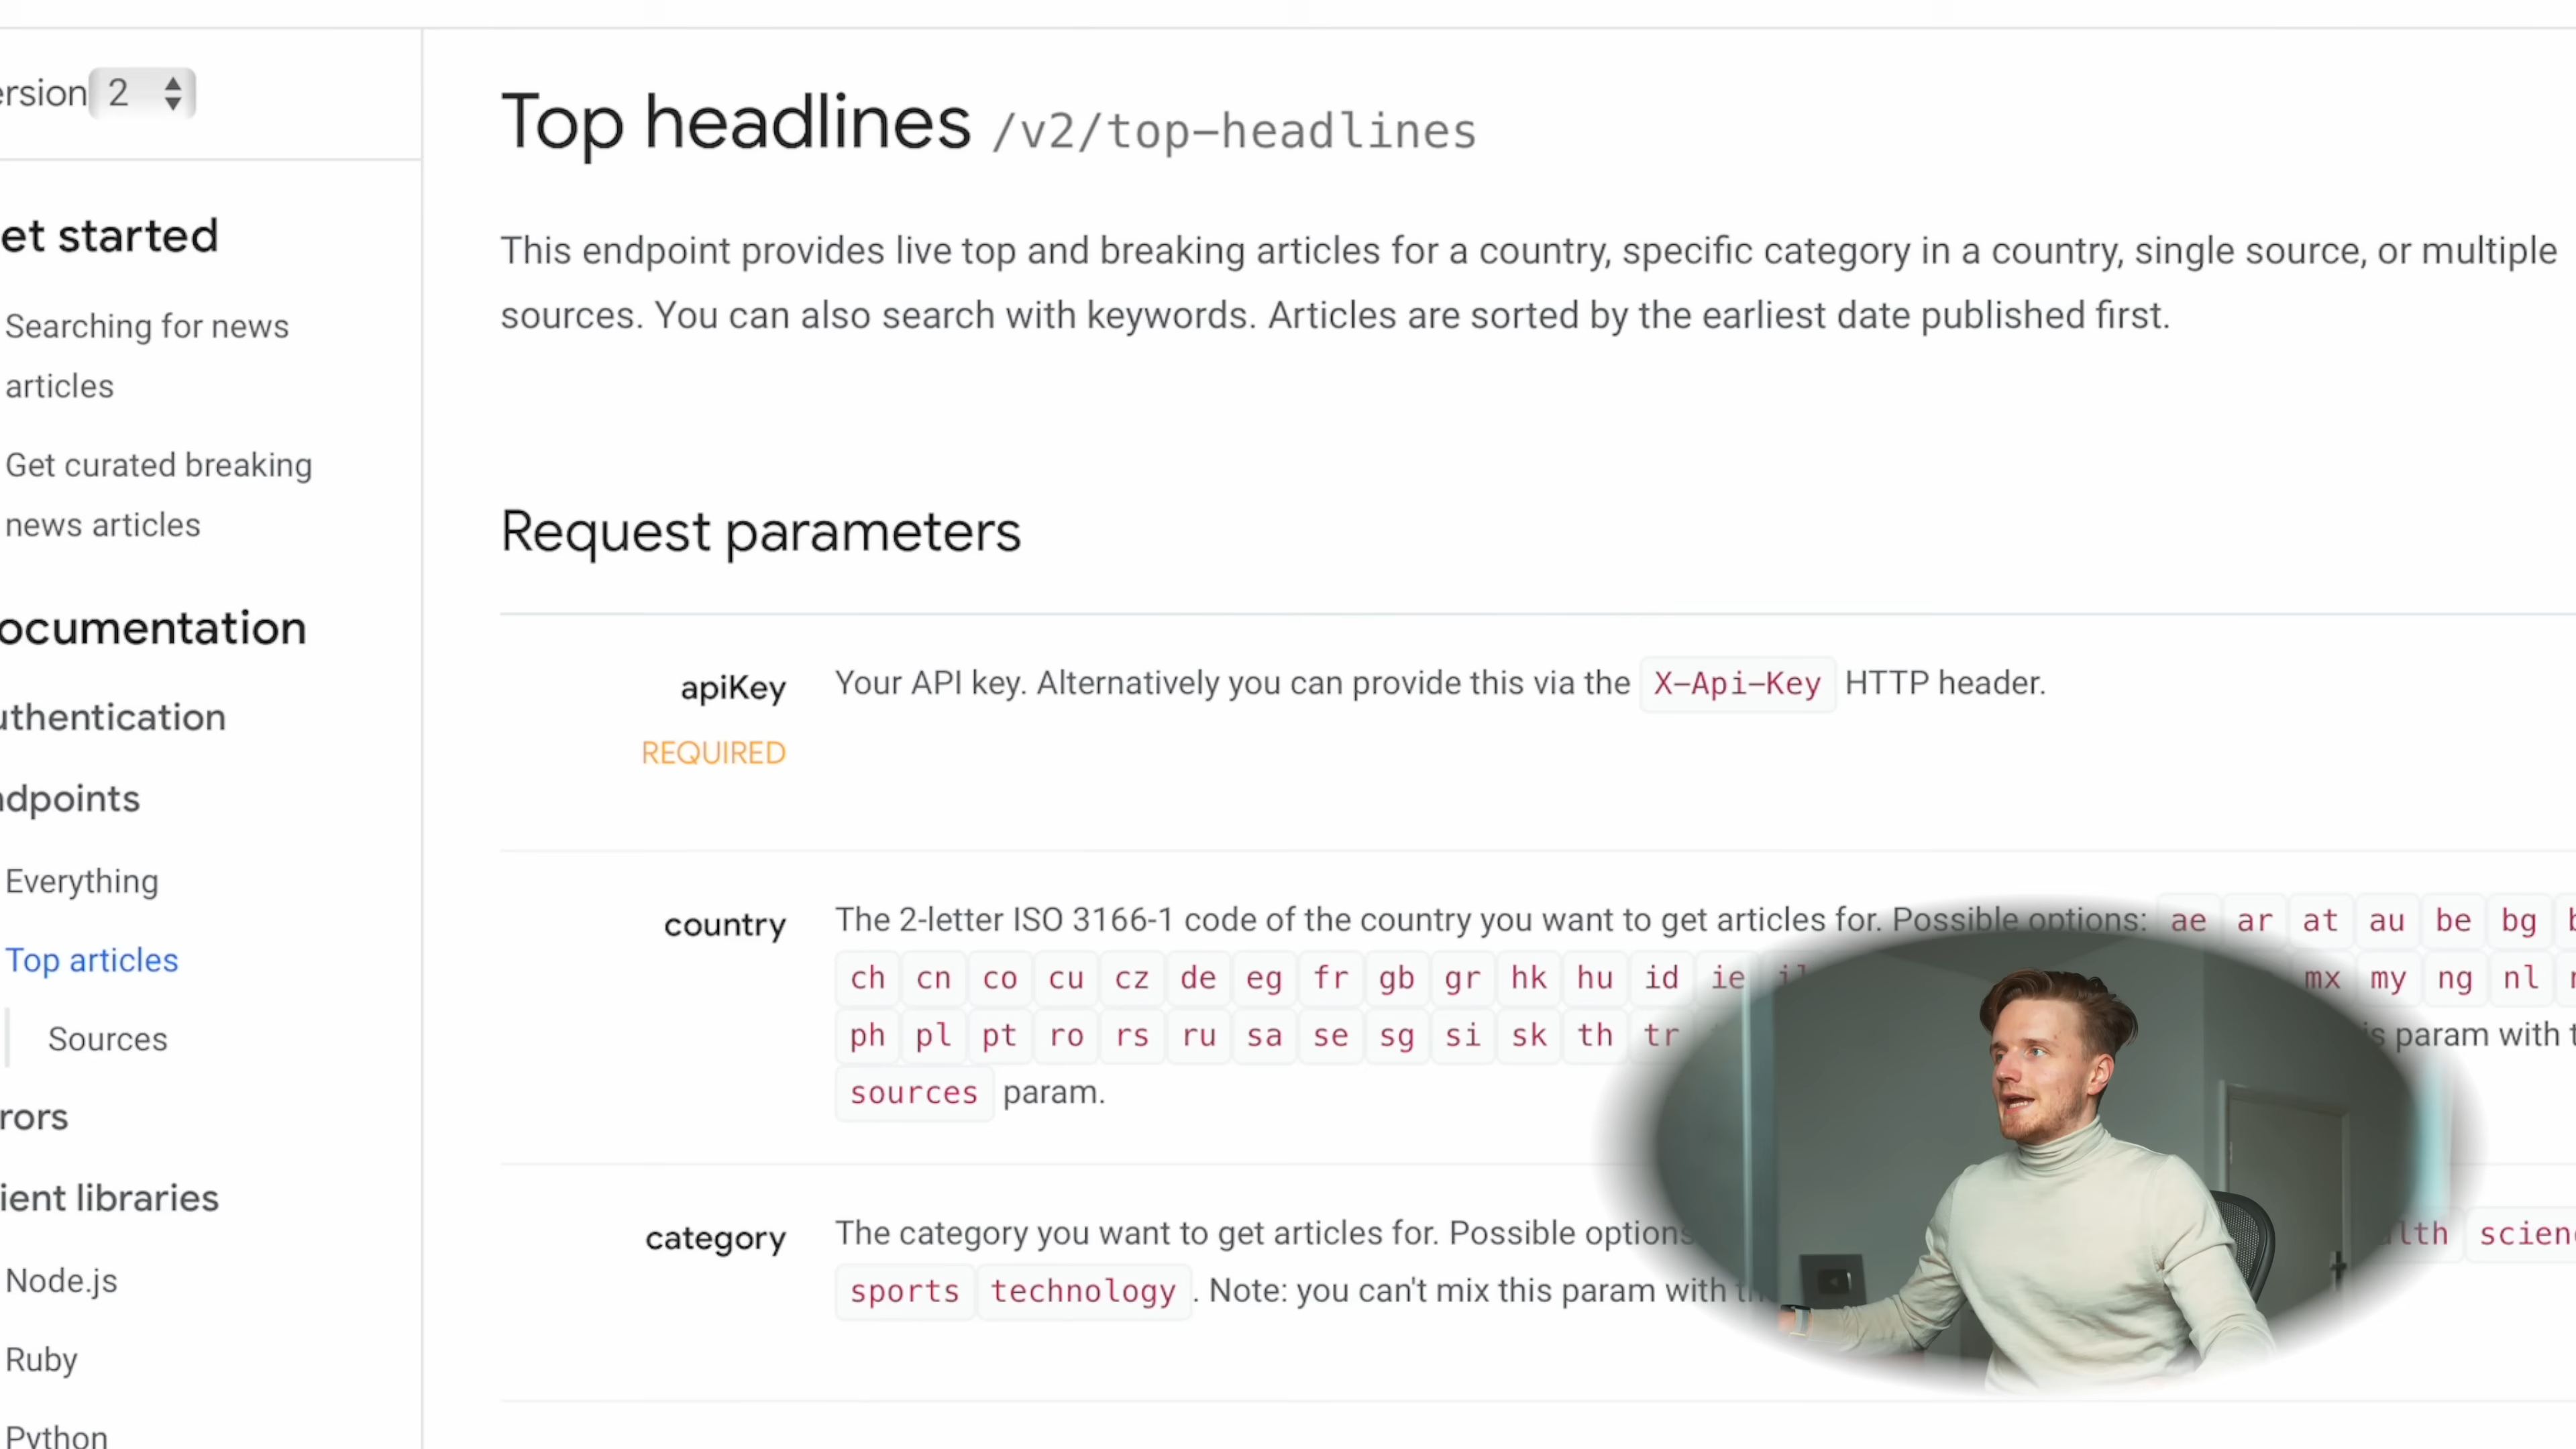 ersion 2
et started
Searching for news
articles
Get curated breaking
news articles
ocumentation
uthentication
ndpoints
Everything
Top articles
Sources
rors
ient libraries
Node.js
Ruby
Python
Top headlines /v2/top-headlines
This endpoint provides live top and breaking articles for a country, specific category in a country, single source, or multiple
sources. You can also search with keywords. Articles are sorted by the earliest date published first.
Request parameters
apiKey Your API key. Alternatively you can provide this via the X-Api-Key HTTP header.
REQUIRED
country The 2-letter ISO 3166-1 code of the country you want to get articles for. Possible options: ae ar at au be bg
ch cn co cu cz de eg fr gb gr hk hu id ie il mx my ng nl
ph pl pt ro rs ru sa se sg si sk th tr param with
sources param.
category The category you want to get articles for. Possible option lth scien
sports technology . Note: you can't mix this param with